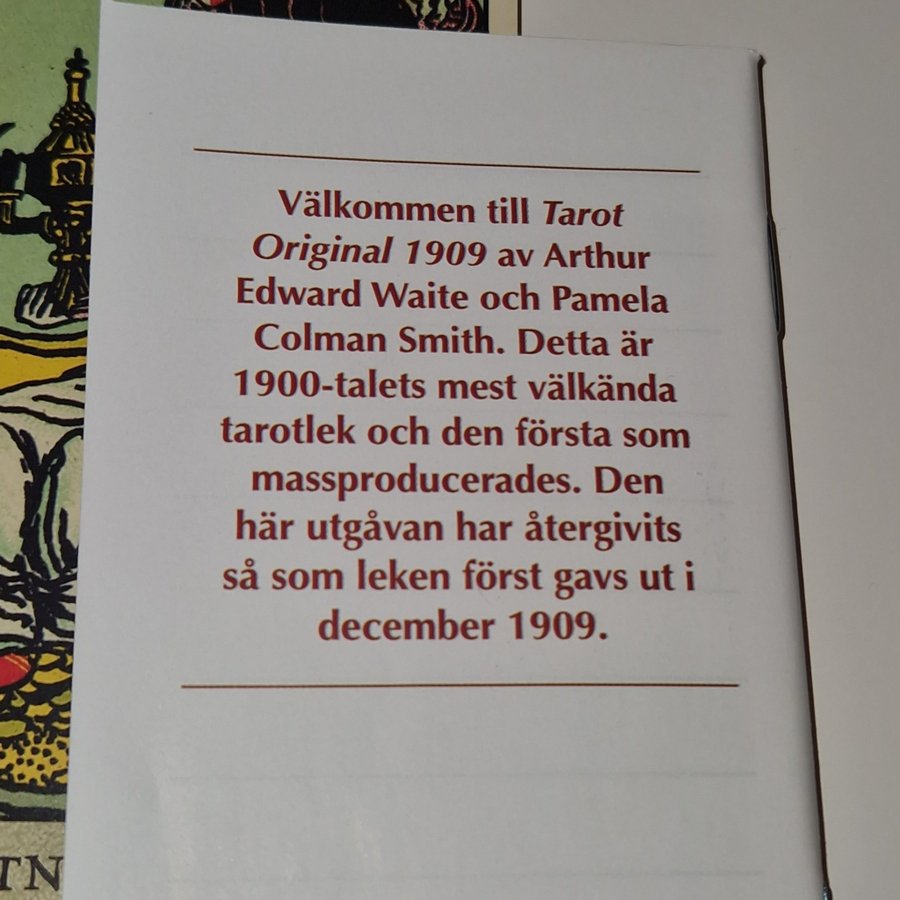 Välkommen till Tarot
Original 1909 av Arthur
Edward Waite och Pamela
Colman Smith. Detta är
1900-talets mest välkända
tarotlek och den första som
massproducerades. Den
här utgåvan har återgivits
så som leken först gavs ut i
december 1909.
TN